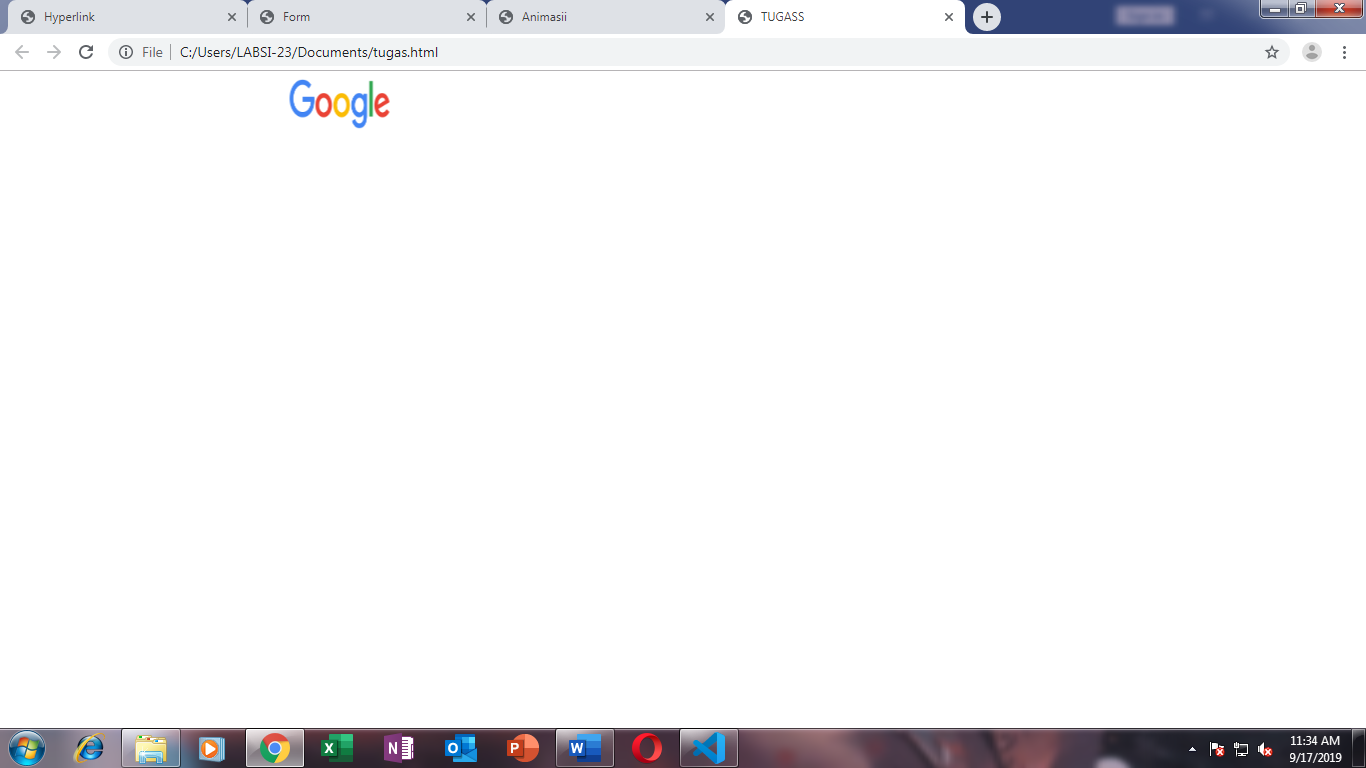 Hyperlink
Form
Animasii
TUGASS
File
C:/Users/LABSI-23/Documents/tugas.html
Google
11:34 AM
9/17/2019